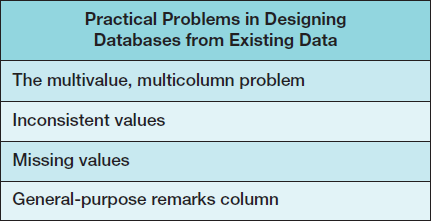 Practical Problems in Designing
Databases from Existing Data
The multivalue, multicolumn problem
Inconsistent values
Missing values
General-purpose remarks column